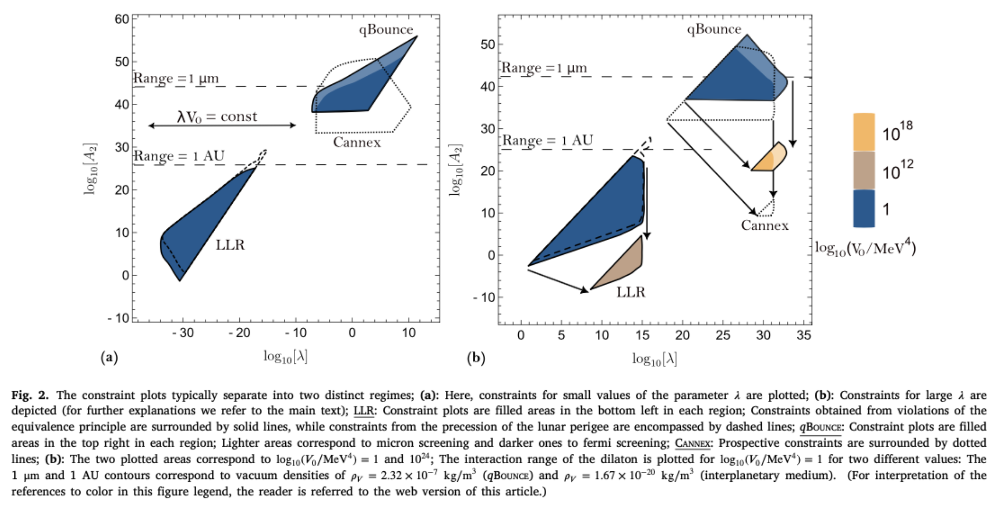 60
50
40
30
20
10
0
- 10
log₁₀[A₂]
qBounce
Range = 1 μm
λV₀ = const
Cannex
Range = 1 AU
LLR
- 30 - 20 - 10 0 10
(a) log₁₀[λ]
50
40
30
20
10
0
- 10
log₁₀[A₂]
qBounce
Range = 1 μm
Range = 1 AU
Cannex
LLR
0 5 10 15 20 25 30 35
(b) log₁₀[λ]
10¹⁸
10¹²
1
log₁₀(V₀/MeV⁴)
Fig. 2. The constraint plots typically separate into two distinct regimes; (a): Here, constraints for small values of the parameter λ are plotted; (b): Constraints for large λ are
depicted (for further explanations we refer to the main text); LLR: Constraint plots are filled areas in the bottom left in each region; Constraints obtained from violations of the
equivalence principle are surrounded by solid lines, while constraints from the precession of the lunar perigee are encompassed by dashed lines; qBOUNCE: Constraint plots are filled
areas in the top right in each region; Lighter areas correspond to micron screening and darker ones to fermi screening; CANNEX: Prospective constraints are surrounded by dotted
lines; (b): The two plotted areas correspond to log₁₀(V₀/MeV⁴) = 1 and 10²⁴; The interaction range of the dilaton is plotted for log₁₀(V₀/MeV⁴) = 1 for two different values: The
1 μm and 1 AU contours correspond to vacuum densities of ρ_V = 2.32 × 10⁻⁷ kg/m³ (qBOUNCE) and ρ_V = 1.67 × 10⁻²⁰ kg/m³ (interplanetary medium). (For interpretation of the
references to color in this figure legend, the reader is referred to the web version of this article.)